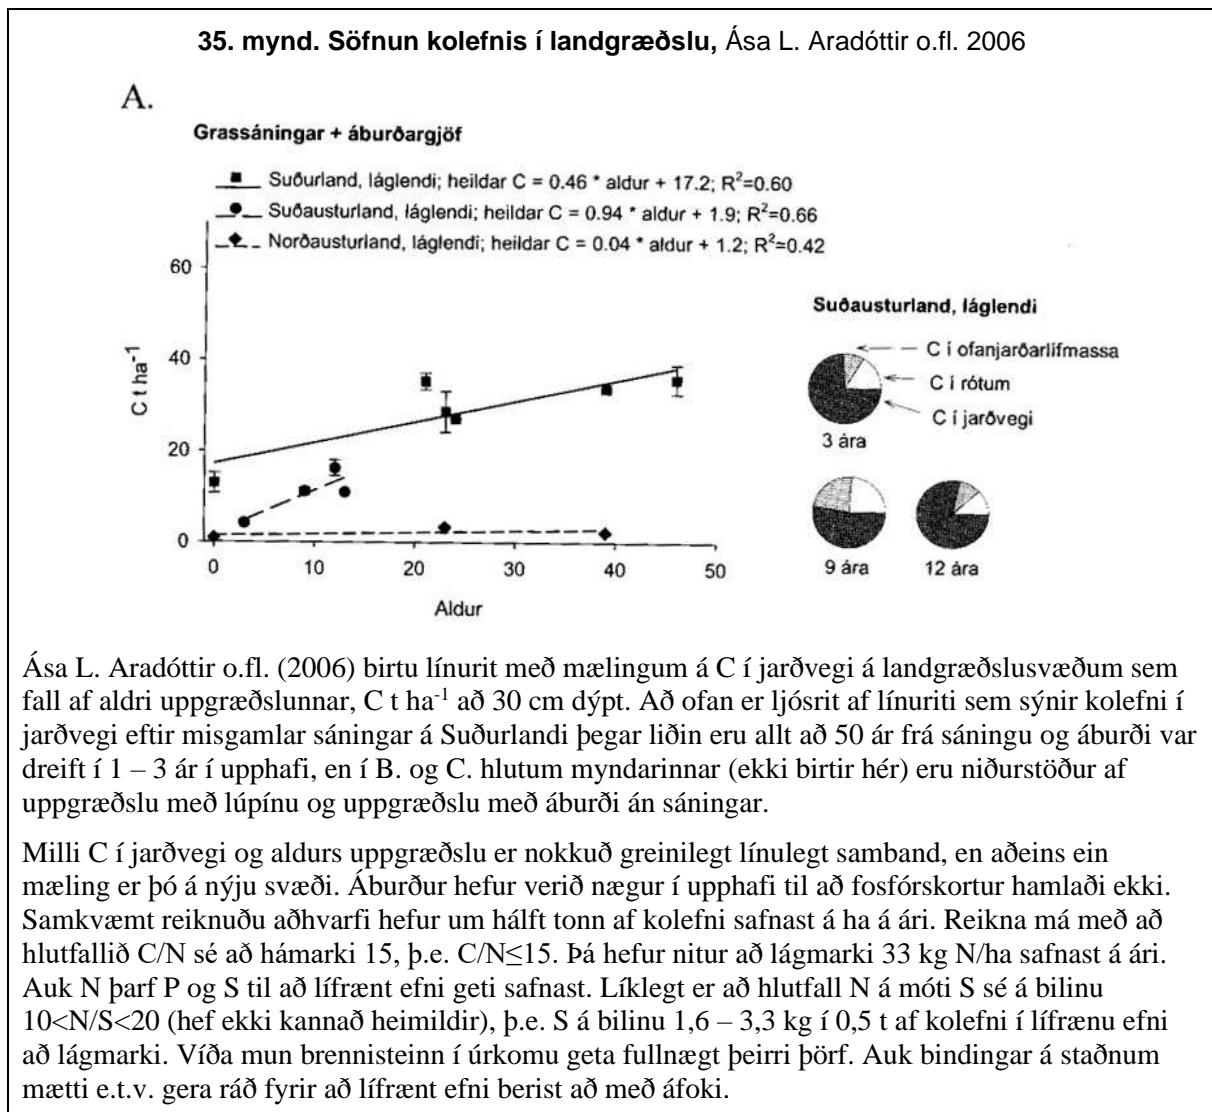 35. mynd. Söfnun kolefnis í landgræðslu, Ása L. Aradóttir o.fl. 2006
A.
Grassáningar + áburðargjöf
Suðurland, láglendi; heildar C = 0.46 * aldur + 17.2; R²=0.60
Suðausturland, láglendi; heildar C = 0.94 * aldur + 1.9; R²=0.66
Norðausturland, láglendi; heildar C = 0.04 * aldur + 1.2; R²=0.42
60
40
20
0
C t ha⁻¹
0 10 20 30 40 50
Aldur
Suðausturland, láglendi
C í ofanjarðarlífmassa
C í rótum
C í jarðvegi
3 ára
9 ára 12 ára
Ása L. Aradóttir o.fl. (2006) birtu línurit með mælingum á C í jarðvegi á landgræðslusvæðum sem
fall af aldri uppgræðslunnar, C t ha⁻¹ að 30 cm dýpt. Að ofan er ljósrit af línuriti sem sýnir kolefni í
jarðvegi eftir misgamlar sáningar á Suðurlandi þegar liðin eru allt að 50 ár frá sáningu og áburði var
dreift í 1 – 3 ár í upphafi, en í B. og C. hlutum myndarinnar (ekki birtir hér) eru niðurstöður af
uppgræðslu með lúpínu og uppgræðslu með áburði án sáningar.
Milli C í jarðvegi og aldurs uppgræðslu er nokkuð greinilegt línulegt samband, en aðeins ein
mæling er þó á nýju svæði. Áburður hefur verið nægur í upphafi til að fosfórskortur hamlaði ekki.
Samkvæmt reiknuðu aðhvarfi hefur um hálft tonn af kolefni safnast á ha á ári. Reikna má með að
hlutfallið C/N sé að hámarki 15, þ.e. C/N≤15. Þá hefur nitur að lágmarki 33 kg N/ha safnast á ári.
Auk N þarf P og S til að lífrænt efni geti safnast. Líklegt er að hlutfall N á móti S sé á bilinu
10<N/S<20 (hef ekki kannað heimildir), þ.e. S á bilinu 1,6 – 3,3 kg í 0,5 t af kolefni í lífrænu efni
að lágmarki. Víða mun brennisteinn í úrkomu geta fullnægt þeirri þörf. Auk bindingar á staðnum
mætti e.t.v. gera ráð fyrir að lífrænt efni berist að með áfoki.